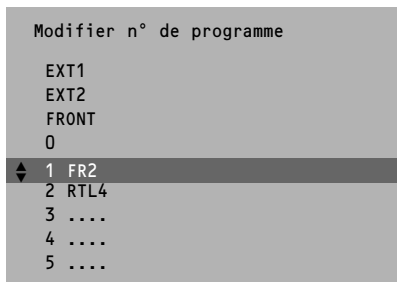 Modifier n° de programme
EXT1
EXT2
FRONT
0
1 FR2
2 RTL4
3 ....
4 ....
5 ....